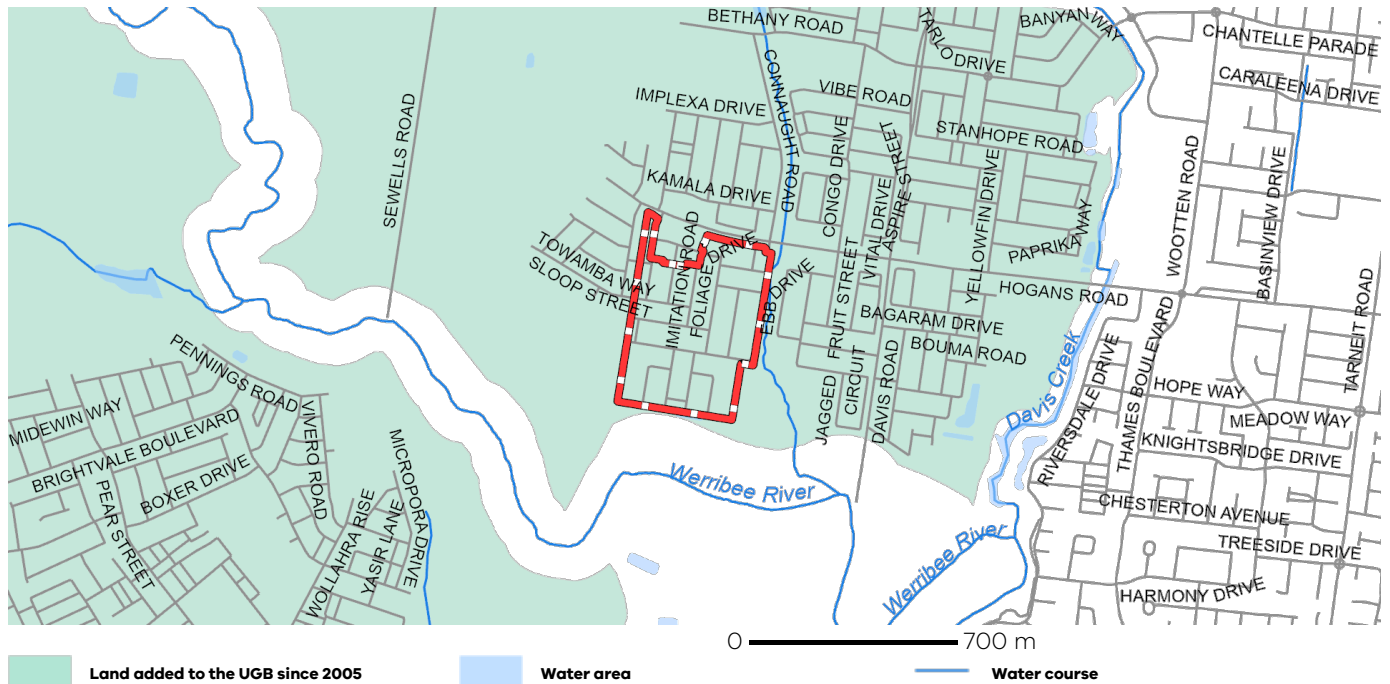 BETHANY ROAD
TARLO DRIVE
BANYAN WAY
CHANTELLE PARADE
CARALEENA DRIVE
CONNAUGHT ROAD
VIBE ROAD
IMPLEXA DRIVE
SEWELLS ROAD
STANHOPE ROAD
CONGO DRIVE
ASPIRE STREET
VITAL DRIVE
YELLOWFIN DRIVE
WOOTTEN ROAD
BASINVIEW DRIVE
KAMALA DRIVE
PAPRIKA WAY
TOWAMBA WAY
SLOOP STREET
IMITATION ROAD
FOLIAGE DRIVE
EBB DRIVE
FRUIT STREET
HOGANS ROAD
BAGARAM DRIVE
BOUMA ROAD
TARNEIT ROAD
THAMES BOULEVARD
RIVERSDALE DRIVE
Davis Creek
JAGGED CIRCUIT
DAVIS ROAD
HOPE WAY
MEADOW WAY
KNIGHTSBRIDGE DRIVE
CHESTERTON AVENUE
TREESIDE DRIVE
HARMONY DRIVE
PENNINGS ROAD
MIDEWIN WAY
BRIGHTVALE BOULEVARD
VIVERO ROAD
BOXER DRIVE
PEAR STREET
MICROPORA DRIVE
WOLLAHRA RISE
YASIR LANE
Werribee River
Werribee River
0 700 m
Land added to the UGB since 2005
Water area
Water course